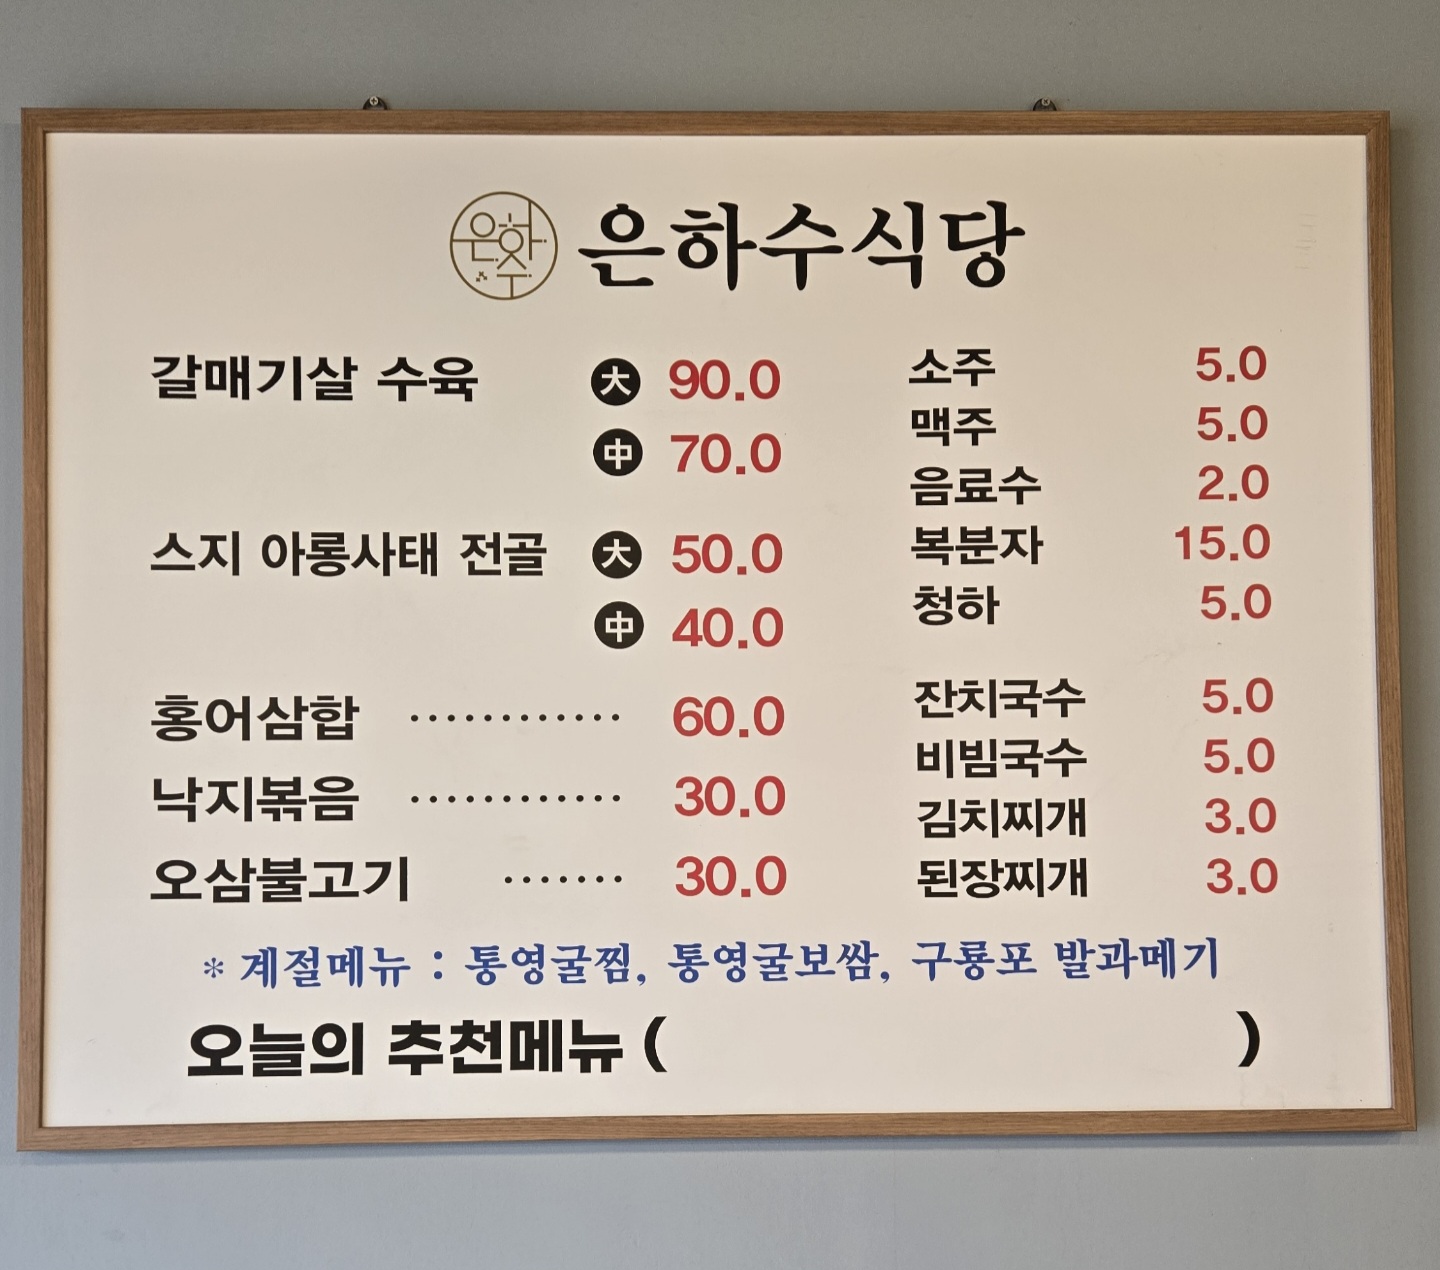 은하수 은하수식당
갈매기살 수육 大 90.0
中 70.0
스지 아롱사태 전골 大 50.0
中 40.0
홍어삼합 ············ 60.0
낙지볶음 ············ 30.0
오삼불고기 ······· 30.0
소주 5.0
맥주 5.0
음료수 2.0
복분자 15.0
청하 5.0
잔치국수 5.0
비빔국수 5.0
김치찌개 3.0
된장찌개 3.0
* 계절메뉴 : 통영굴찜, 통영굴보쌈, 구룡포 발과메기
오늘의 추천메뉴 ( )